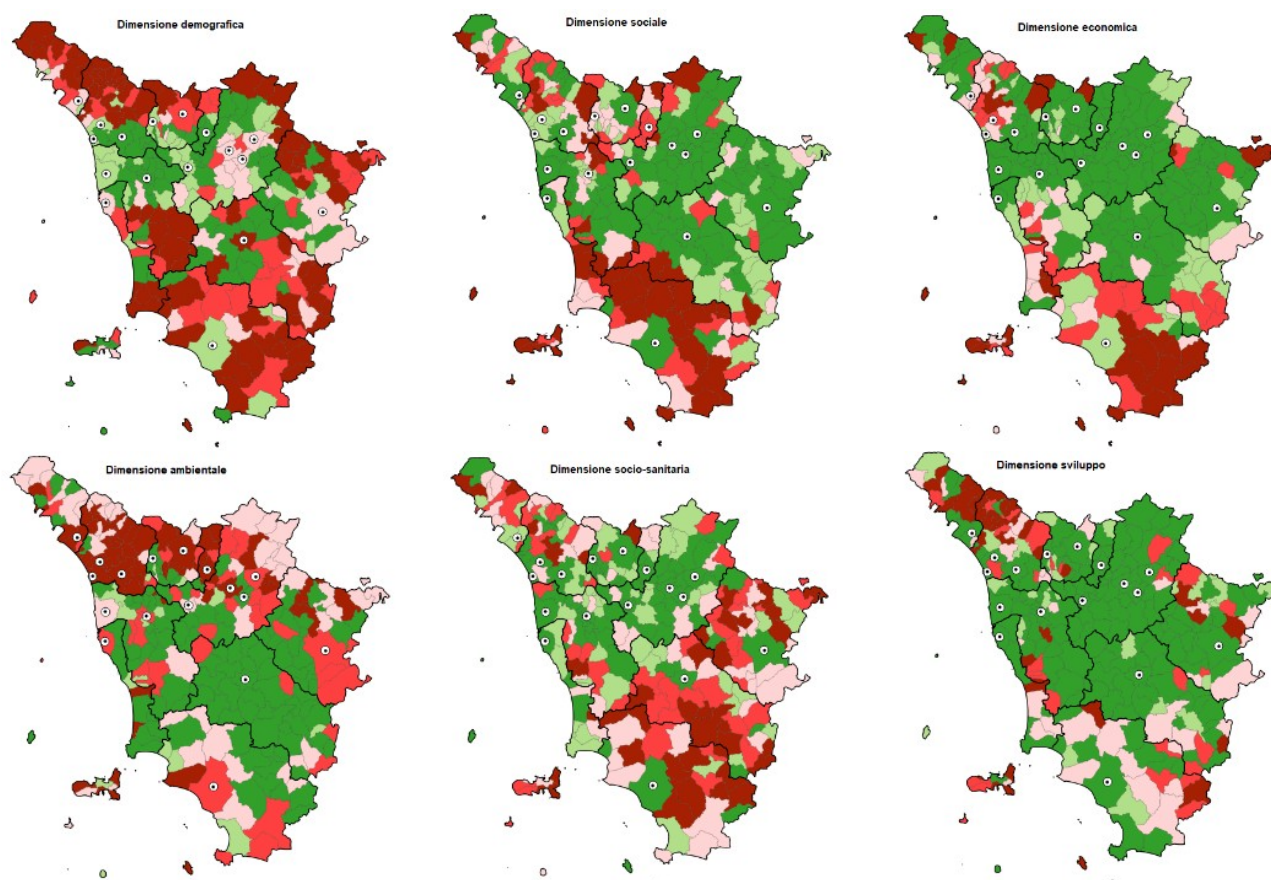 Dimensione demografica
Dimensione sociale
Dimensione economica
Dimensione ambientale
Dimensione socio-sanitaria
Dimensione sviluppo